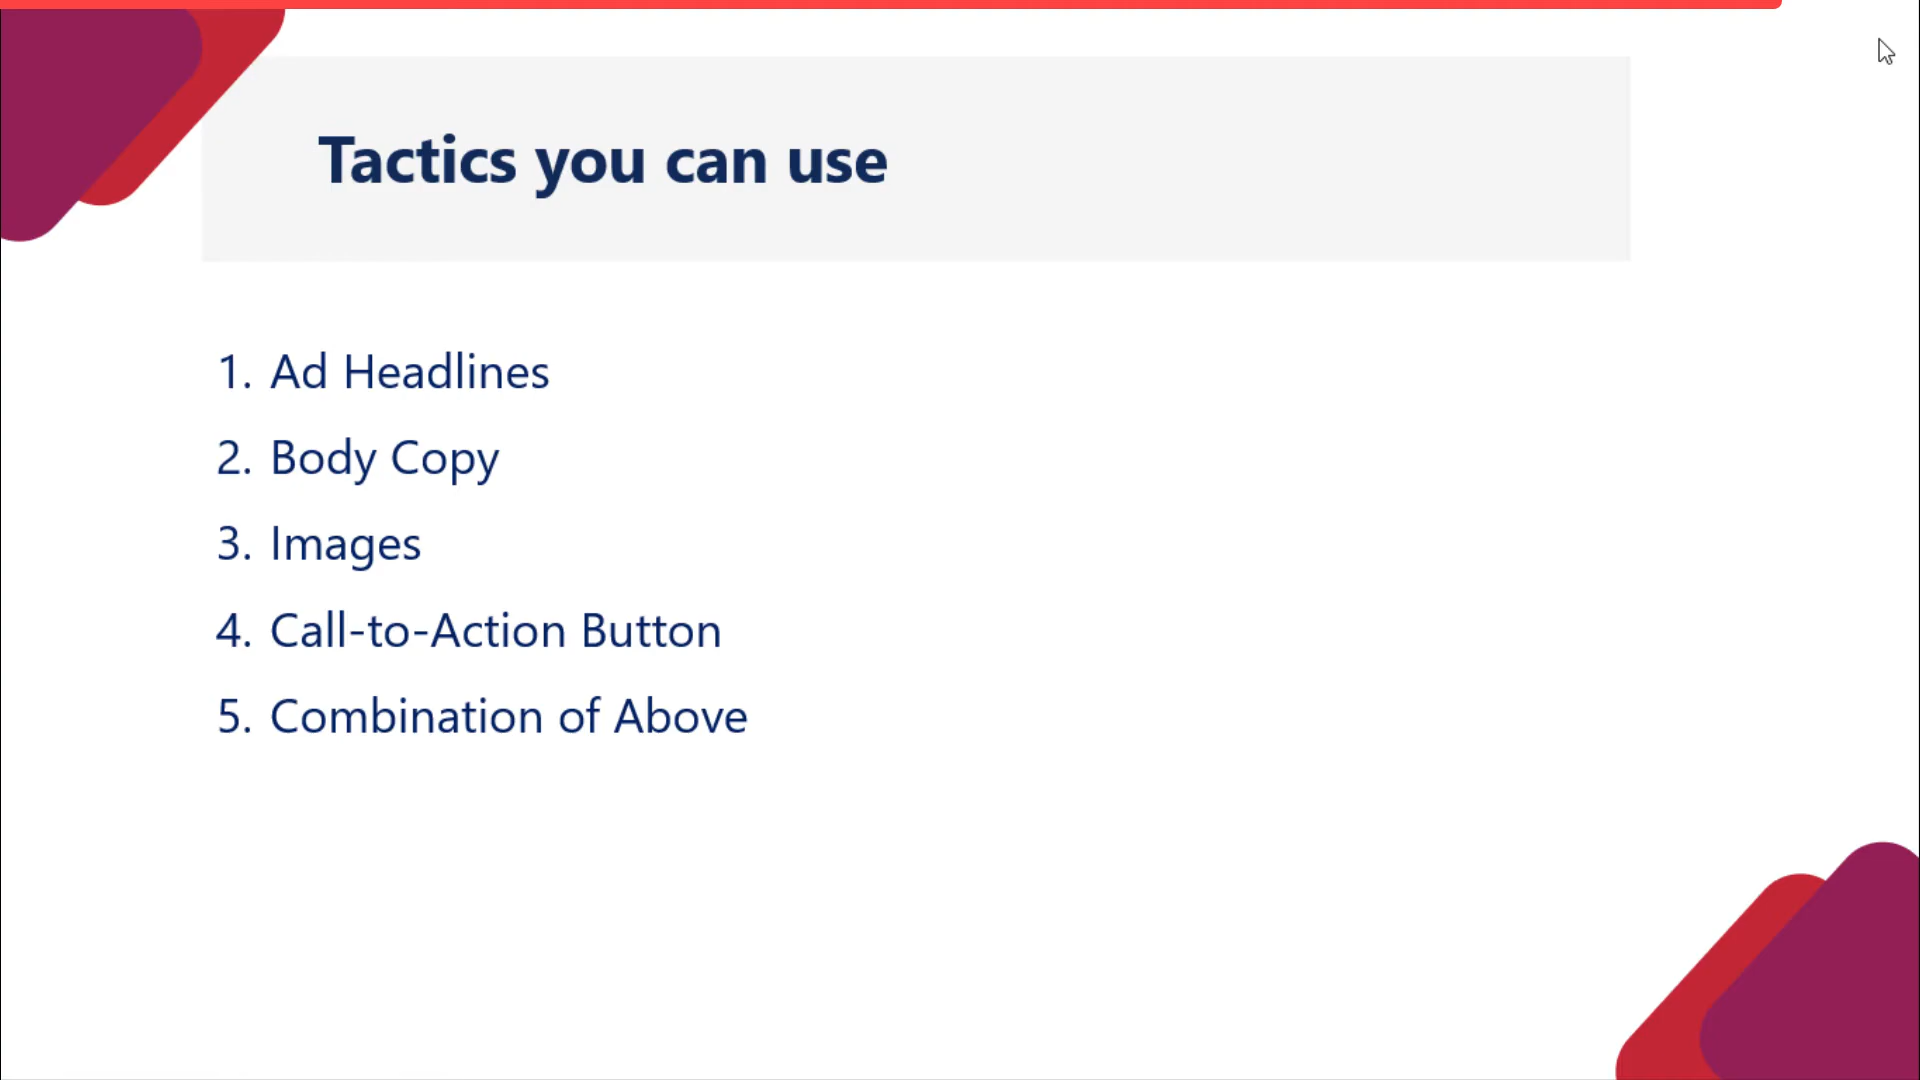 Tactics you can use
1. Ad Headlines
2. Body Copy
3. Images
4. Call-to-Action Button
5. Combination of Above